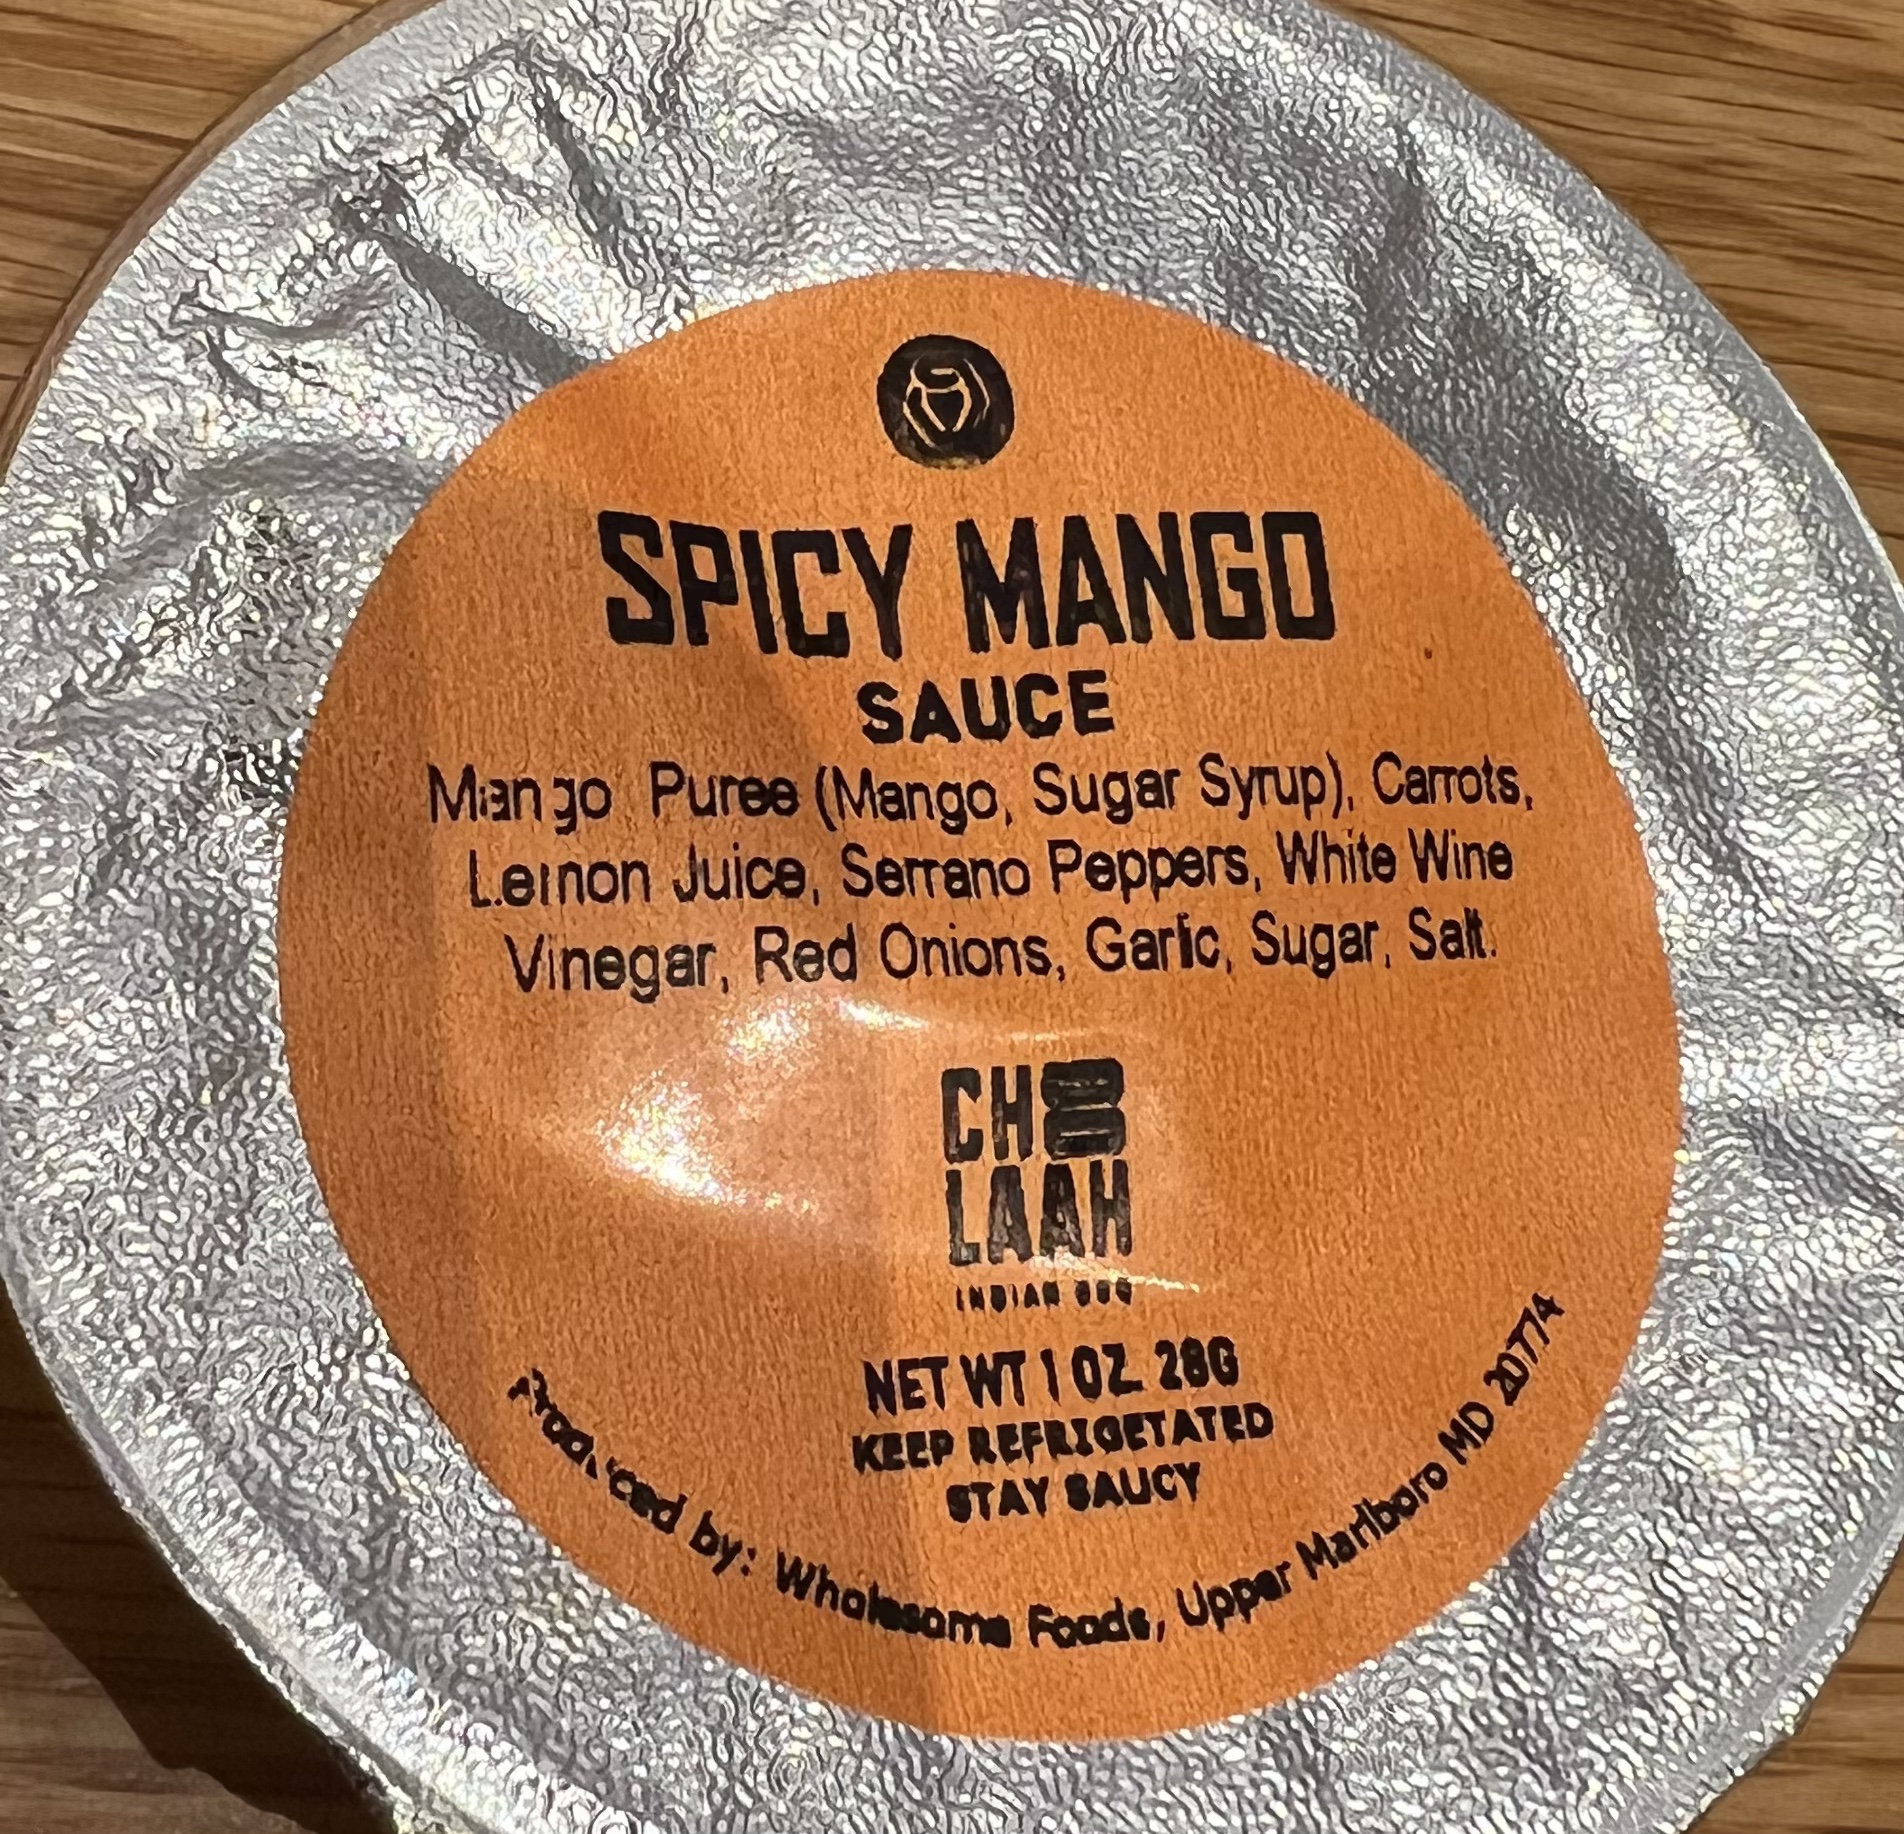 SPICY MANGO
SAUCE
Mango Puree (Mango, Sugar Syrup), Carrots,
Lemon Juice, Serrano Peppers, White Wine
Vinegar, Red Onions, Garlic, Sugar, Salt.
CHO
LAAH
INDIAN BBQ
NET WT 1 OZ. 28G
KEEP REFRIGETATED
STAY SAUCY
Produced by: Wholesome Foods, Upper Marlboro MD 20774